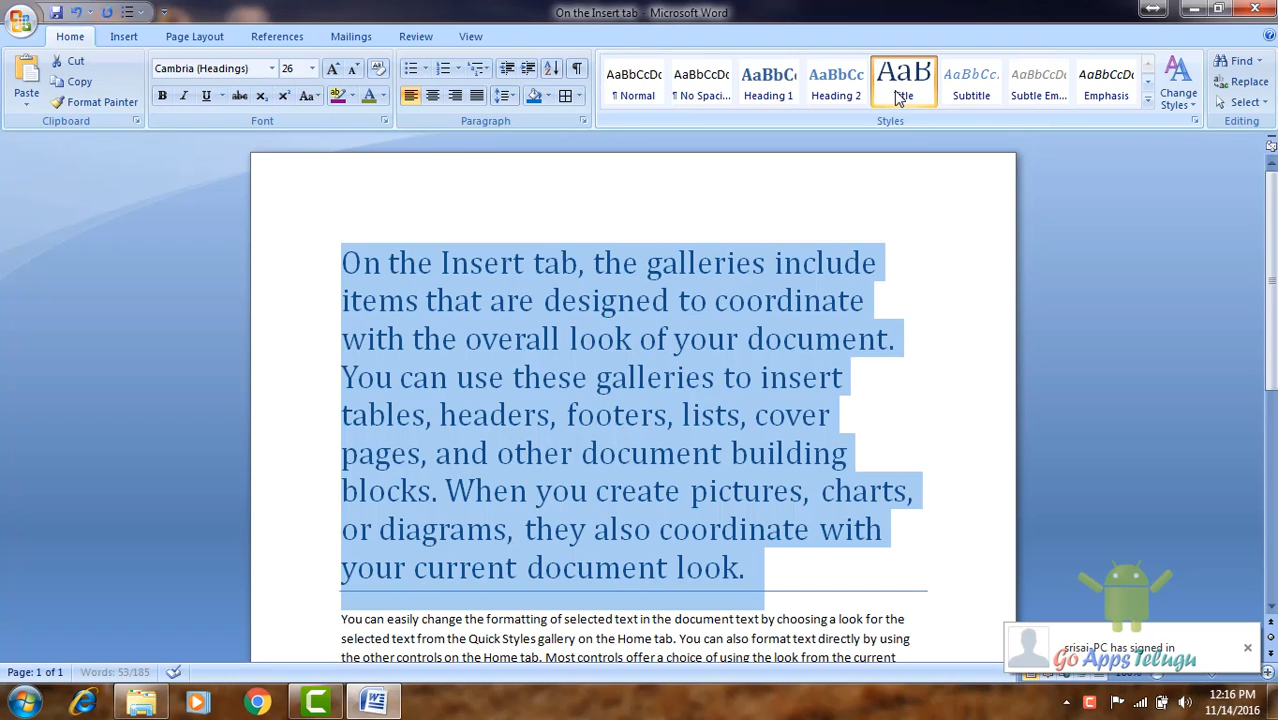 On the Insert tab - Microsoft Word
Home Insert Page Layout References Mailings Review View
Paste
Cut
Copy
Format Painter
Clipboard
Cambria (Headings) 26
Font
Paragraph
AaBbCcDc AaBbCcDc AaBbC AaBbCc AaB AaBbCc. AaBbCcDc AaBbCcDc
¶ Normal ¶ No Spaci... Heading 1 Heading 2 Subtitle Subtle Em... Emphasis
Styles
Change
Styles
Find
Replace
Select
Editing
On the Insert tab, the galleries include
items that are designed to coordinate
with the overall look of your document.
You can use these galleries to insert
tables, headers, footers, lists, cover
pages, and other document building
blocks. When you create pictures, charts,
or diagrams, they also coordinate with
your current document look.
You can easily change the formatting of selected text in the document text by choosing a look for the
selected text from the Quick Styles gallery on the Home tab. You can also format text directly by using
the other controls on the Home tab. Most controls offer a choice of using the look from the current
srisai-PC has signed in
Go Apps Telugu
Page: 1 of 1 Words: 53/185
12:16 PM
11/14/2016